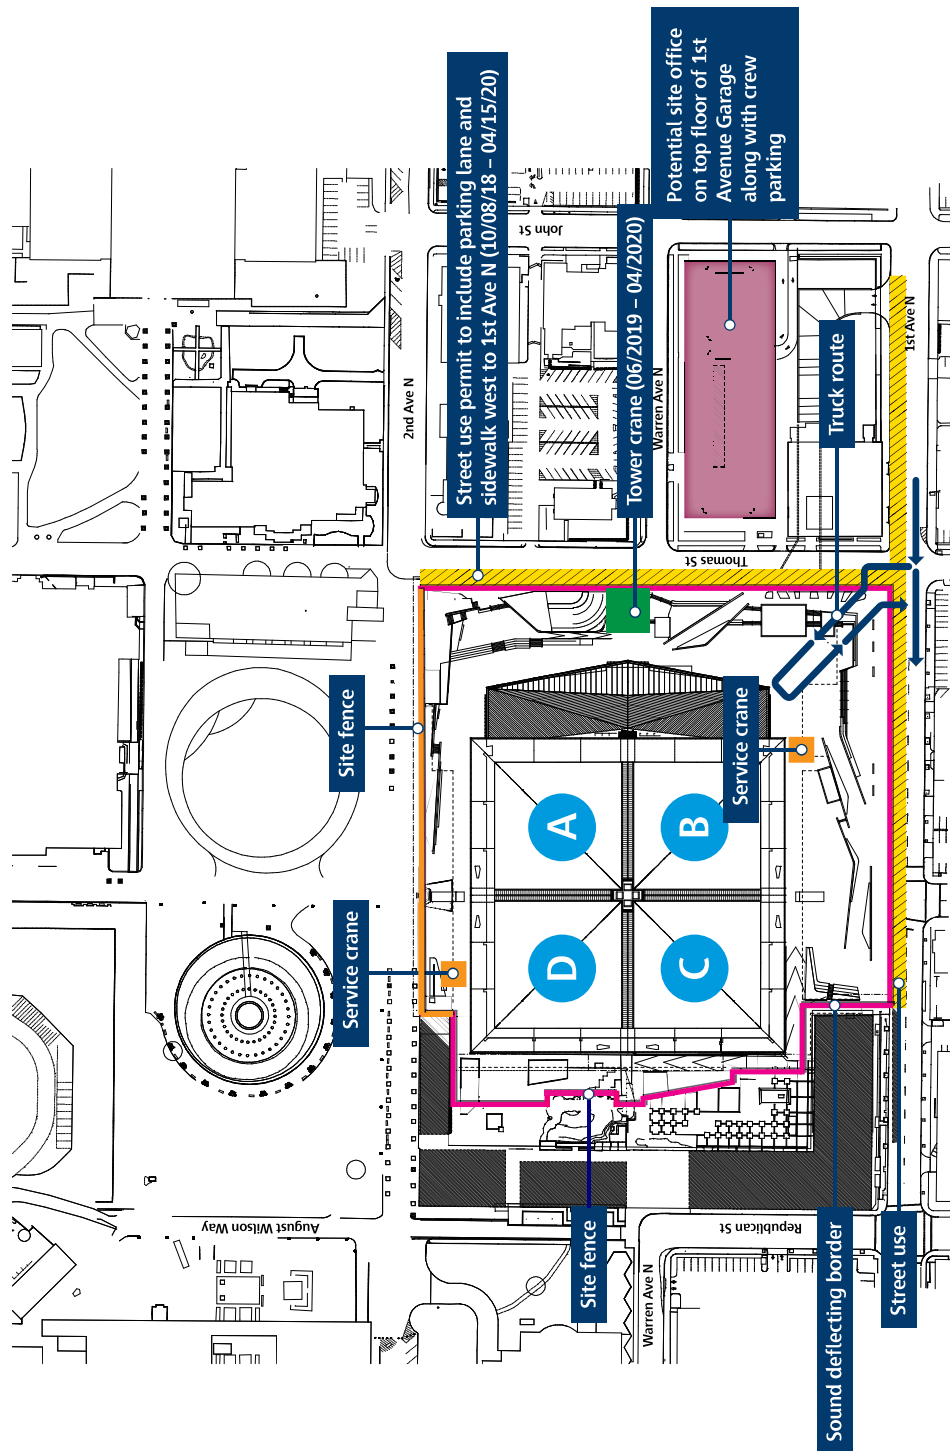 Street use permit to include parking lane and
sidewalk west to 1st Ave N (10/08/18 – 04/15/20)
Potential site office
on top floor of 1st
Avenue Garage
along with crew
parking
Tower crane (06/2019 – 04/2020)
John St
2nd Ave N
Warren Ave N
1st Ave N
Truck route
Thomas St
Site fence
Service crane
A
B
Service crane
D
C
August Wilson Way
Republican St
Site fence
Warren Ave N
Sound deflecting border
Street use